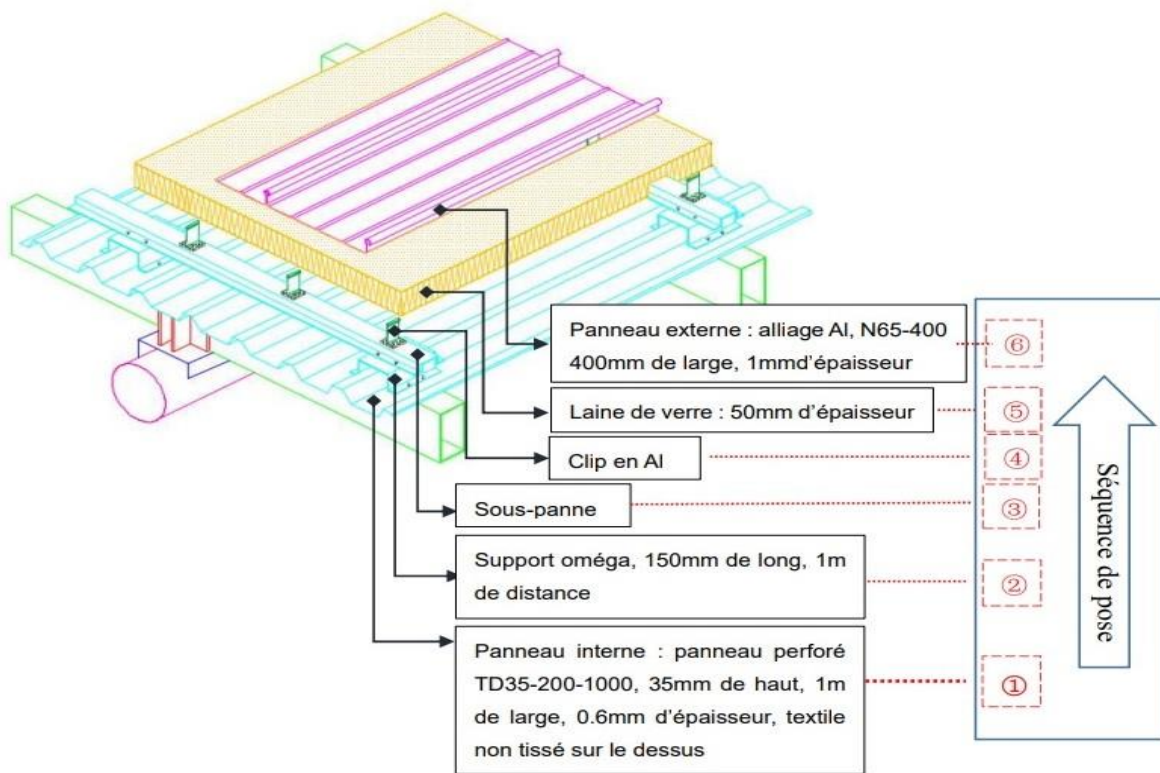 Panneau externe : alliage Al, N65-400
400mm de large, 1mmd’épaisseur
⑥
Laine de verre : 50mm d’épaisseur
⑤
Clip en Al
④
Sous-panne
③
Support oméga, 150mm de long, 1m
de distance
②
Panneau interne : panneau perforé
TD35-200-1000, 35mm de haut, 1m
de large, 0.6mm d’épaisseur, textile
non tissé sur le dessus
①
Séquence de pose